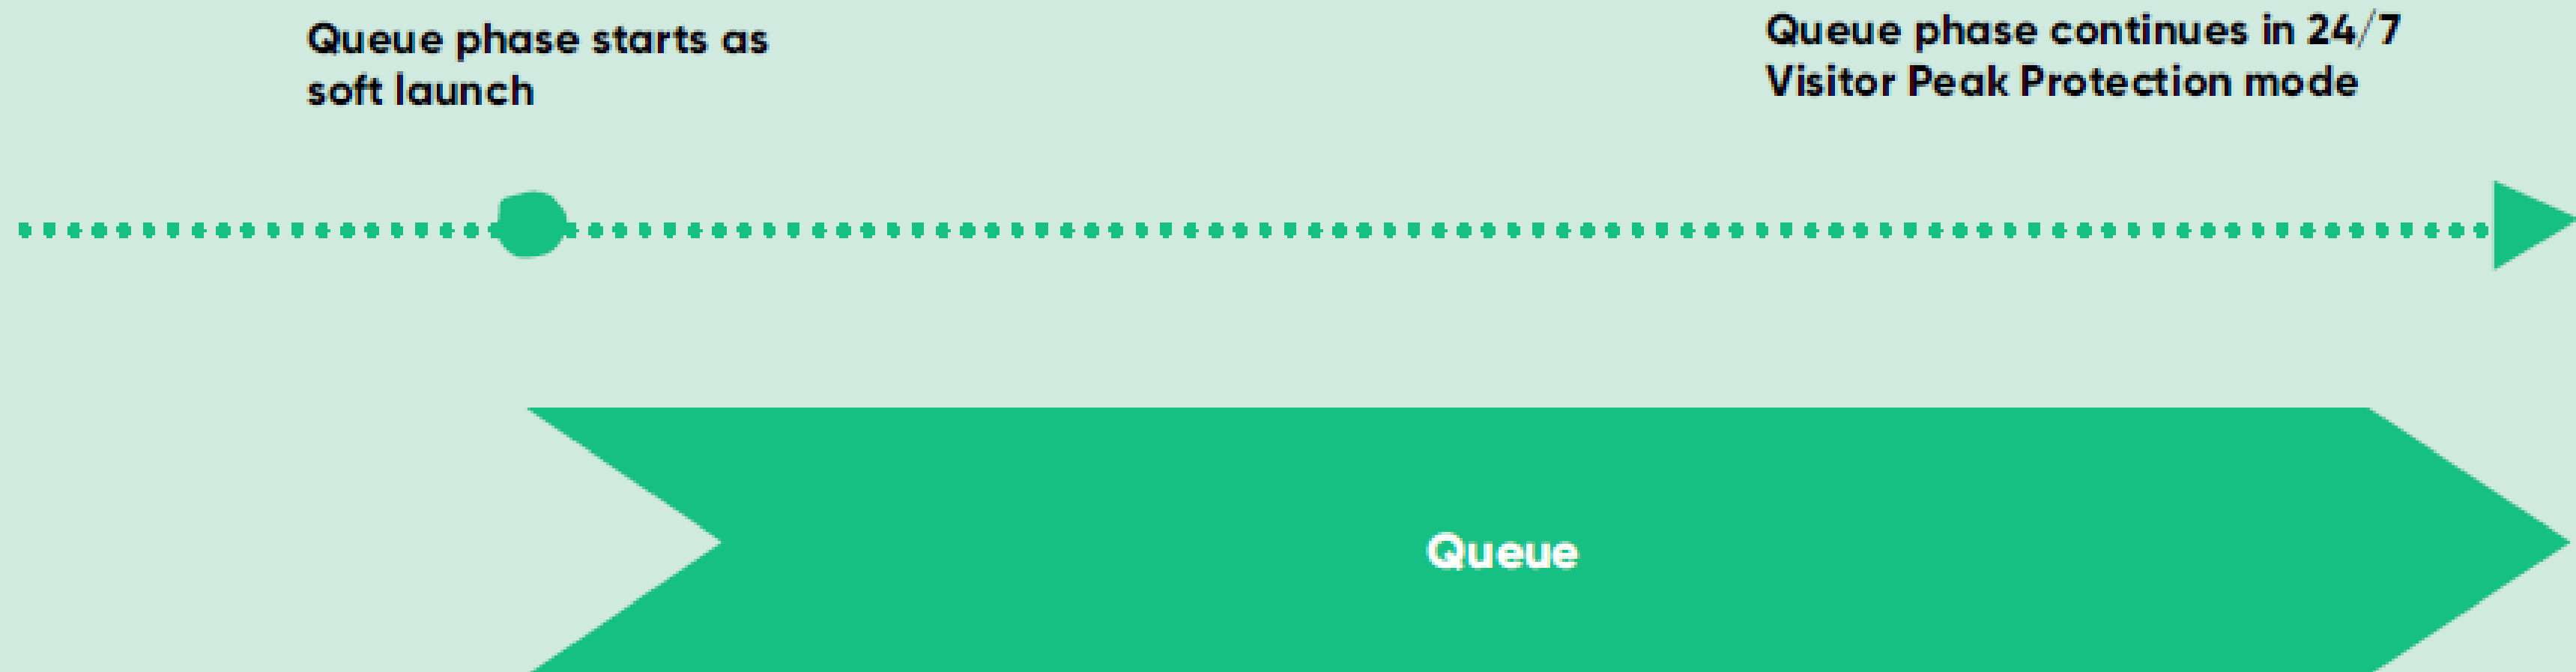 Queue phase starts as
soft launch
Queue phase continues in 24/7
Visitor Peak Protection mode
Queue